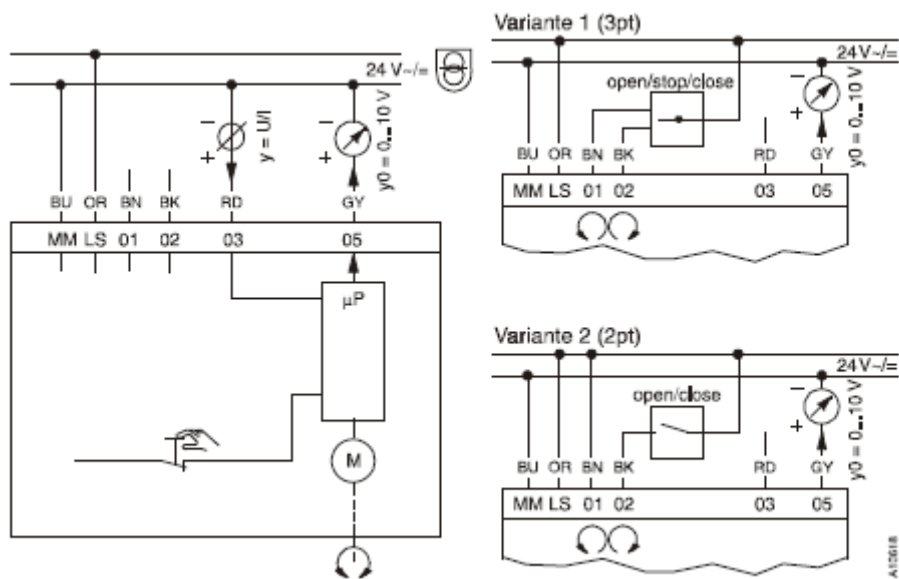 24 V~/=
–
+
y = U/I
–
+
y0 = 0...10 V
BU OR BN BK RD GY
MM LS 01 02 03 05
µP
M
Variante 1 (3pt)
24 V~/=
open/stop/close
–
+
y0 = 0...10 V
BU OR BN BK RD GY
MM LS 01 02 03 05
Variante 2 (2pt)
24 V~/=
open/close
–
+
y0 = 0...10 V
BU OR BN BK RD GY
MM LS 01 02 03 05
A10618